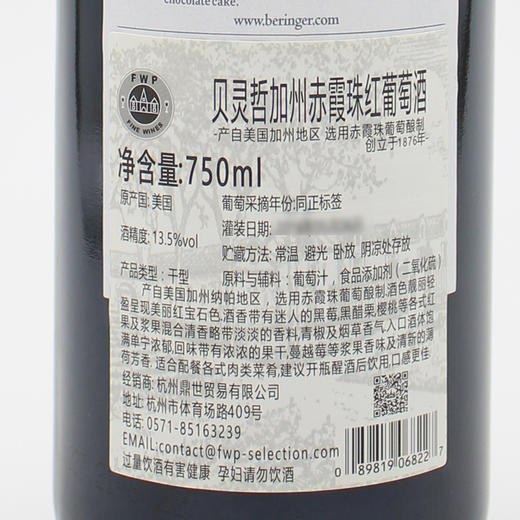 chocolate cake.
www.beringer.com
FWP
FINE WINES
贝灵哲加州赤霞珠红葡萄酒
-产自美国加州地区 选用赤霞珠葡萄酿制
创立于1876年-
净含量:750ml
原产国:美国
葡萄采摘年份:同正标签
灌装日期:
酒精度:13.5%vol
贮藏方法:常温 避光 卧放 阴凉处存放
产品类型:干型
原料与辅料:葡萄汁,食品添加剂(二氧化硫)
产自美国加州纳帕地区,选用赤霞珠葡萄酿制,酒色靓丽轻
盈呈现美丽红宝石色,酒香带有迷人的黑莓,黑醋栗,樱桃等各式红
果及浆果混合清香略带淡淡的香料,青椒及烟草香气,入口酒体饱
满单宁浓郁,回味带有浓浓的果干,蔓越莓等浆果香味及清新的薄
荷芳香,适合配餐各式肉类菜肴,建议开瓶醒酒后饮用,口感更佳!
经销商:杭州鼎世贸易有限公司
地址:杭州市体育场路409号
电话:0571-85163239
EMAIL:contact@fwp-selection.com
过量饮酒有害健康 孕妇请勿饮酒
0 89819 06822 7